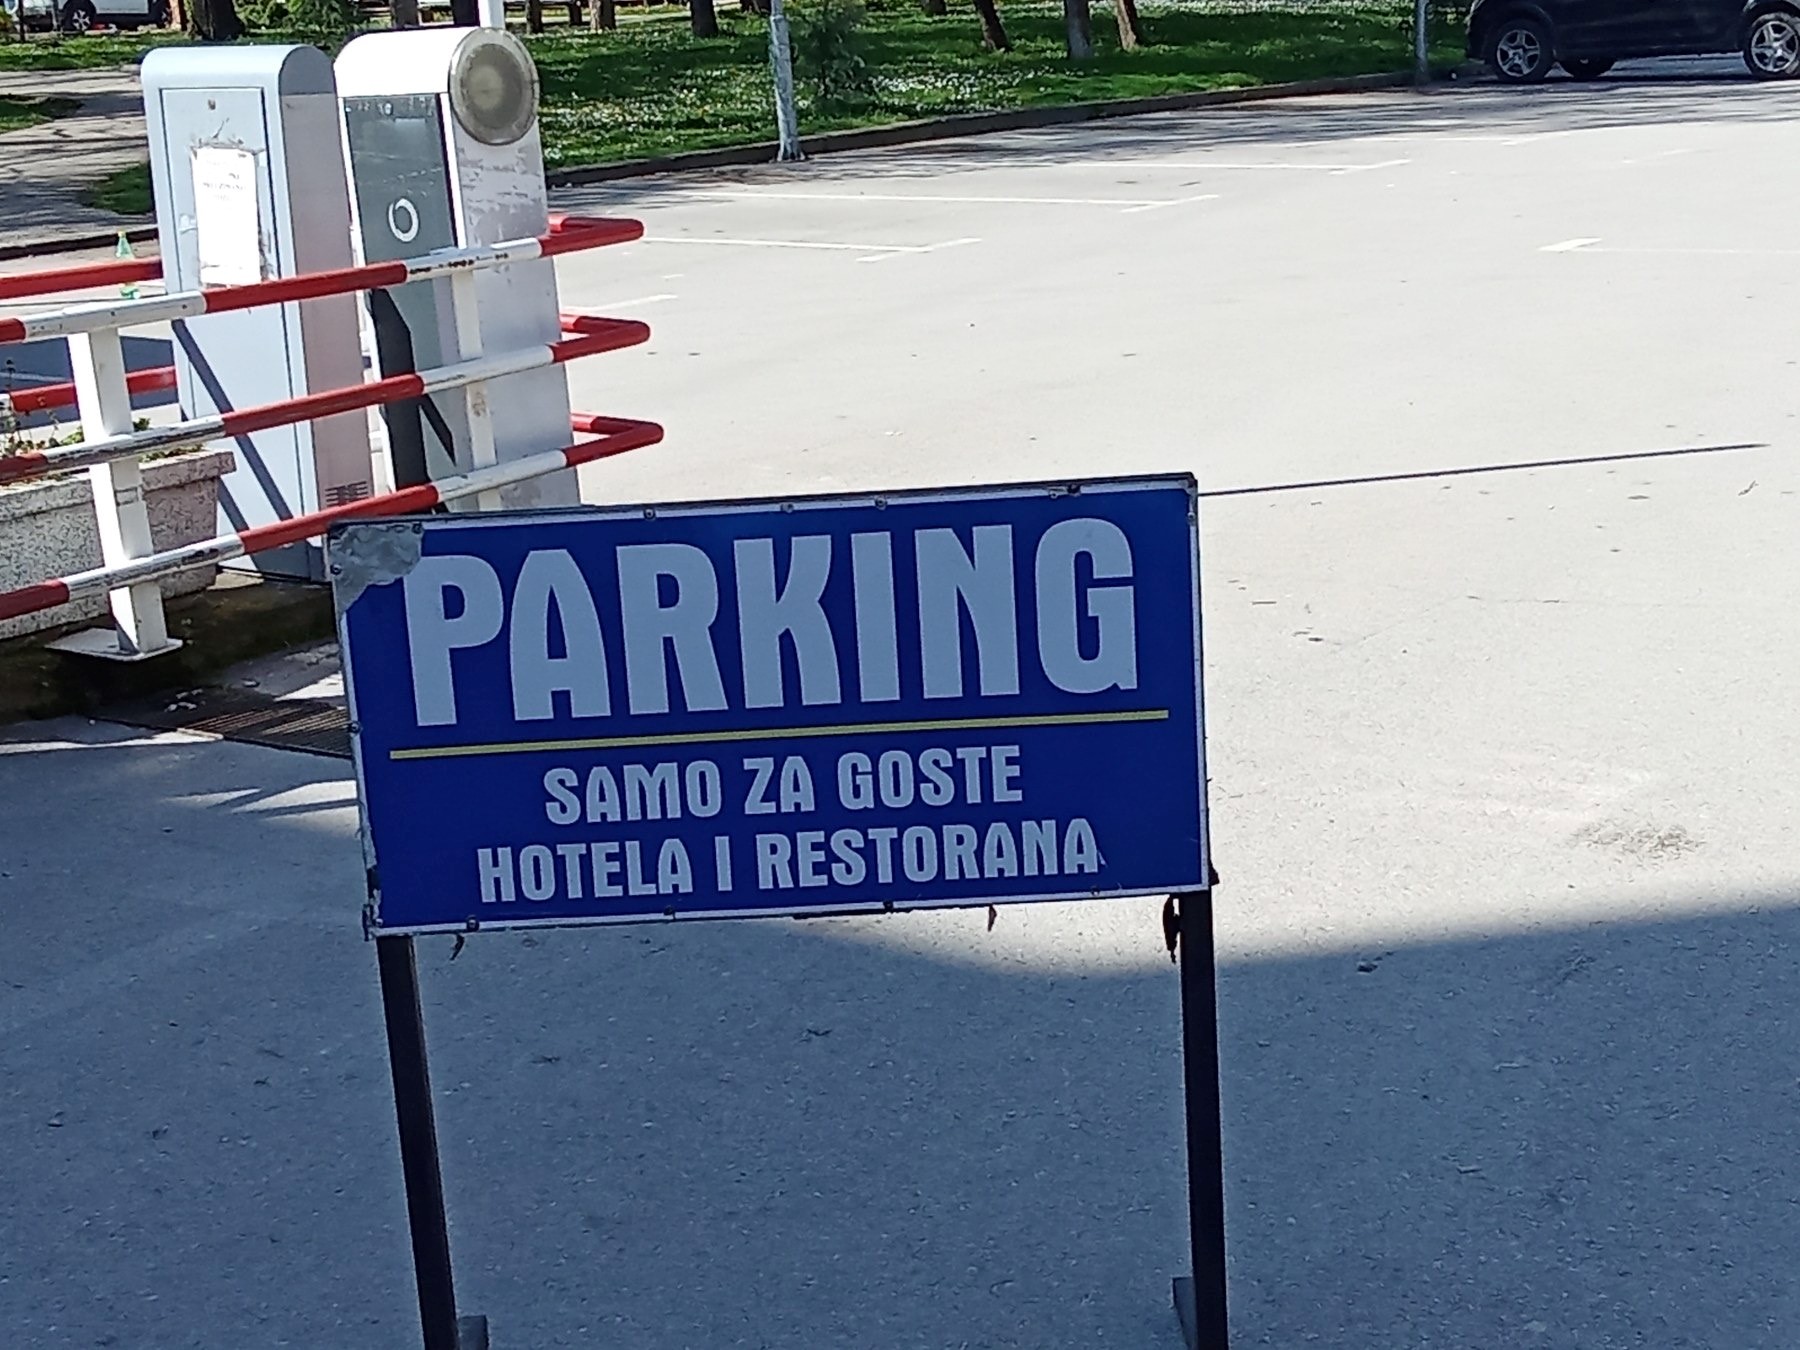 PARKING
SAMO ZA GOSTE
HOTELA I RESTORANA